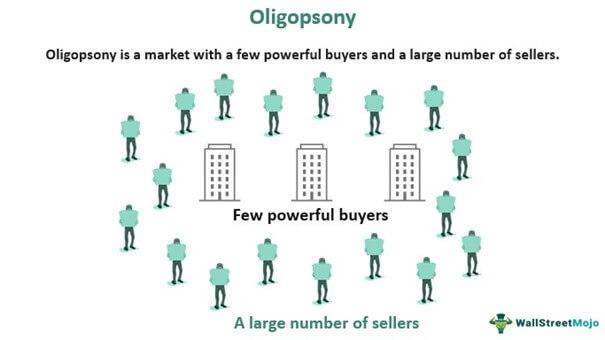 Oligopsony
Oligopsony is a market with a few powerful buyers and a large number of sellers.
Few powerful buyers
A large number of sellers
WallStreetMojo